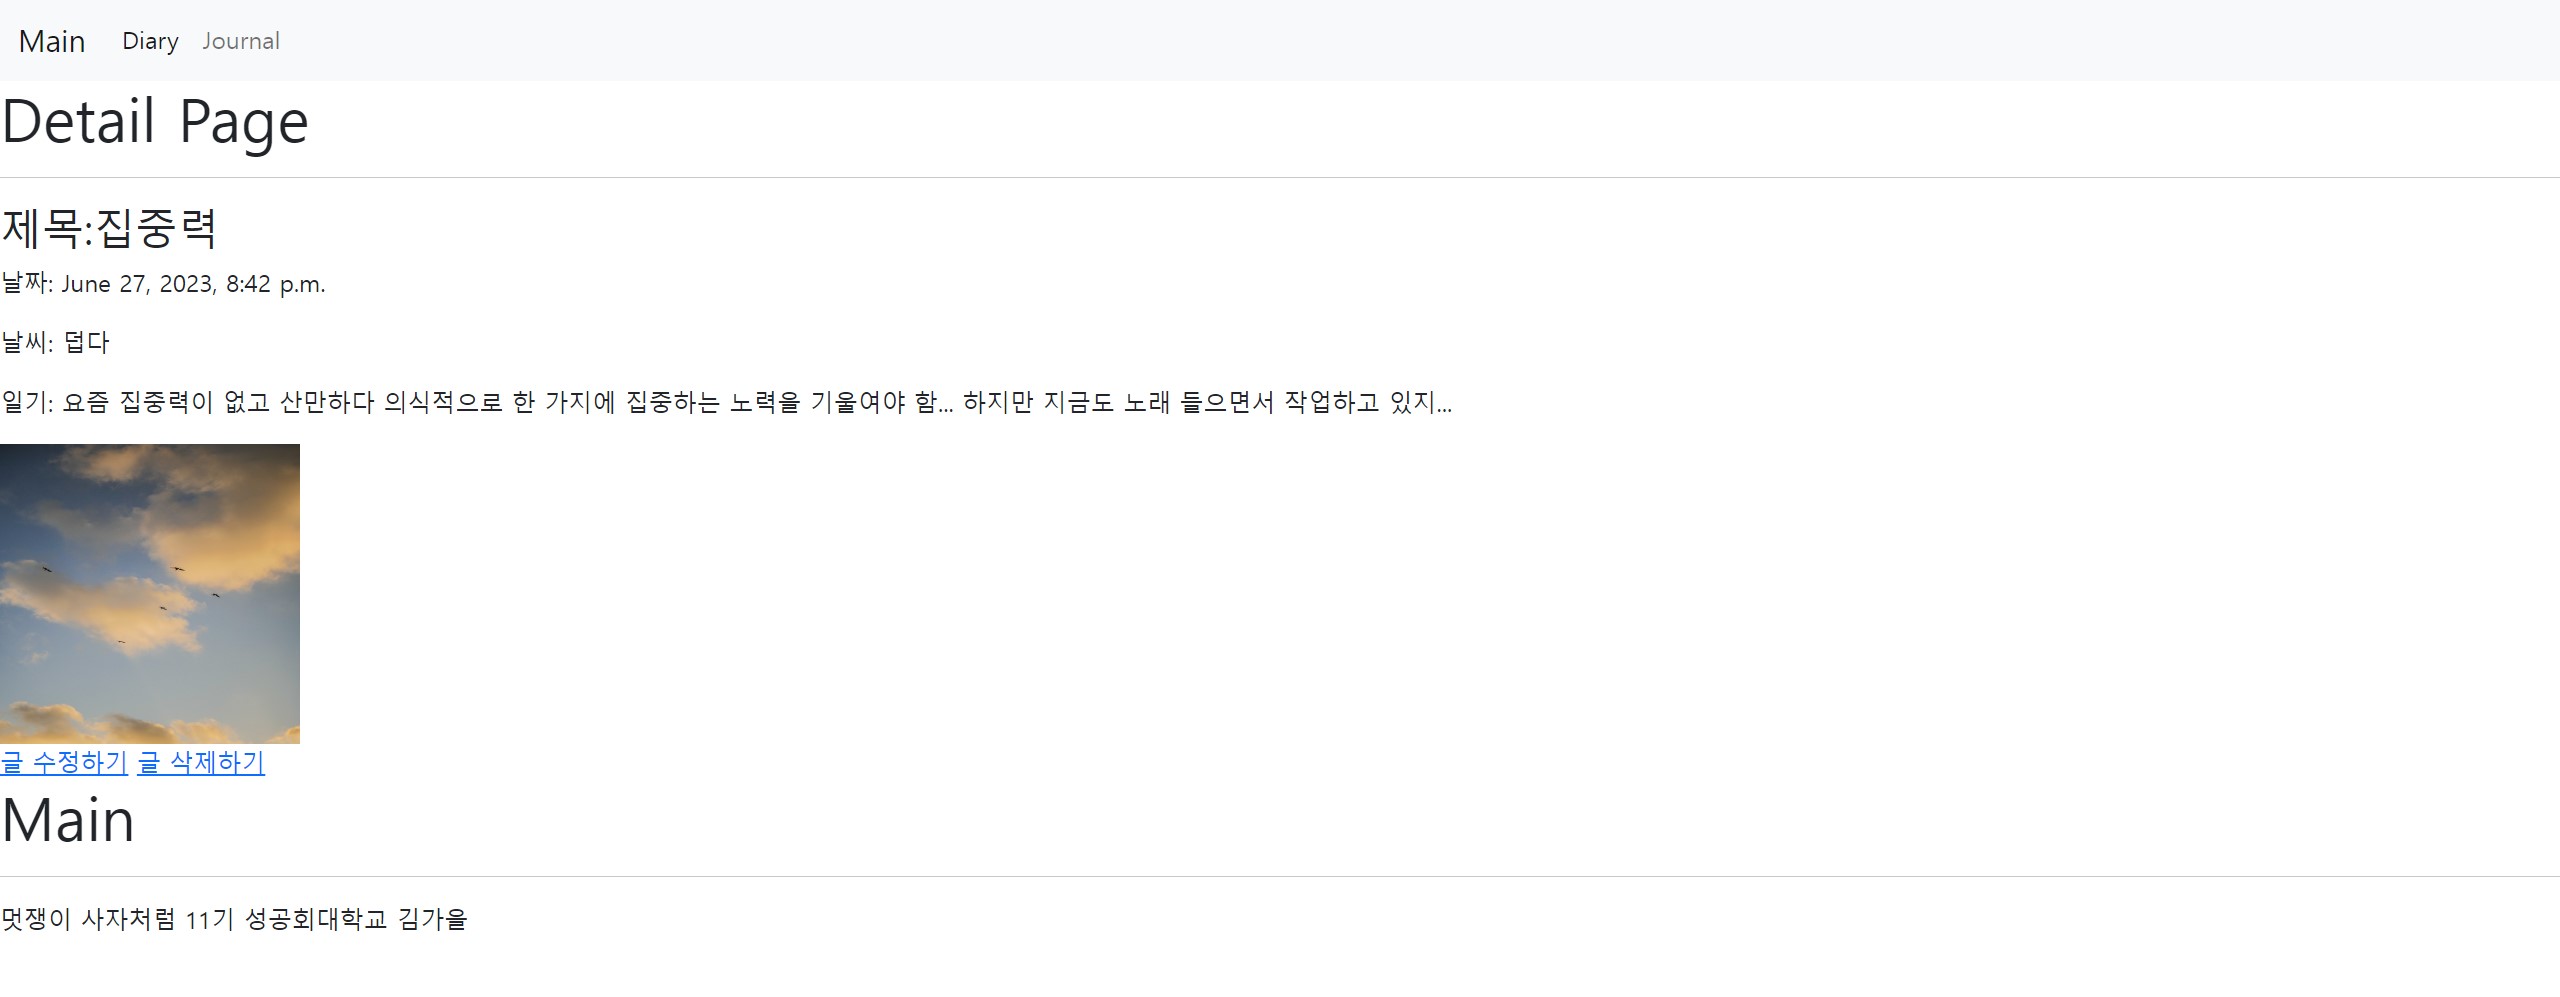 Main Diary Journal
Detail Page
제목:집중력
날짜: June 27, 2023, 8:42 p.m.
날씨: 덥다
일기: 요즘 집중력이 없고 산만하다 의식적으로 한 가지에 집중하는 노력을 기울여야 함... 하지만 지금도 노래 들으면서 작업하고 있지...
글 수정하기 글 삭제하기
Main
멋쟁이 사자처럼 11기 성공회대학교 김가을